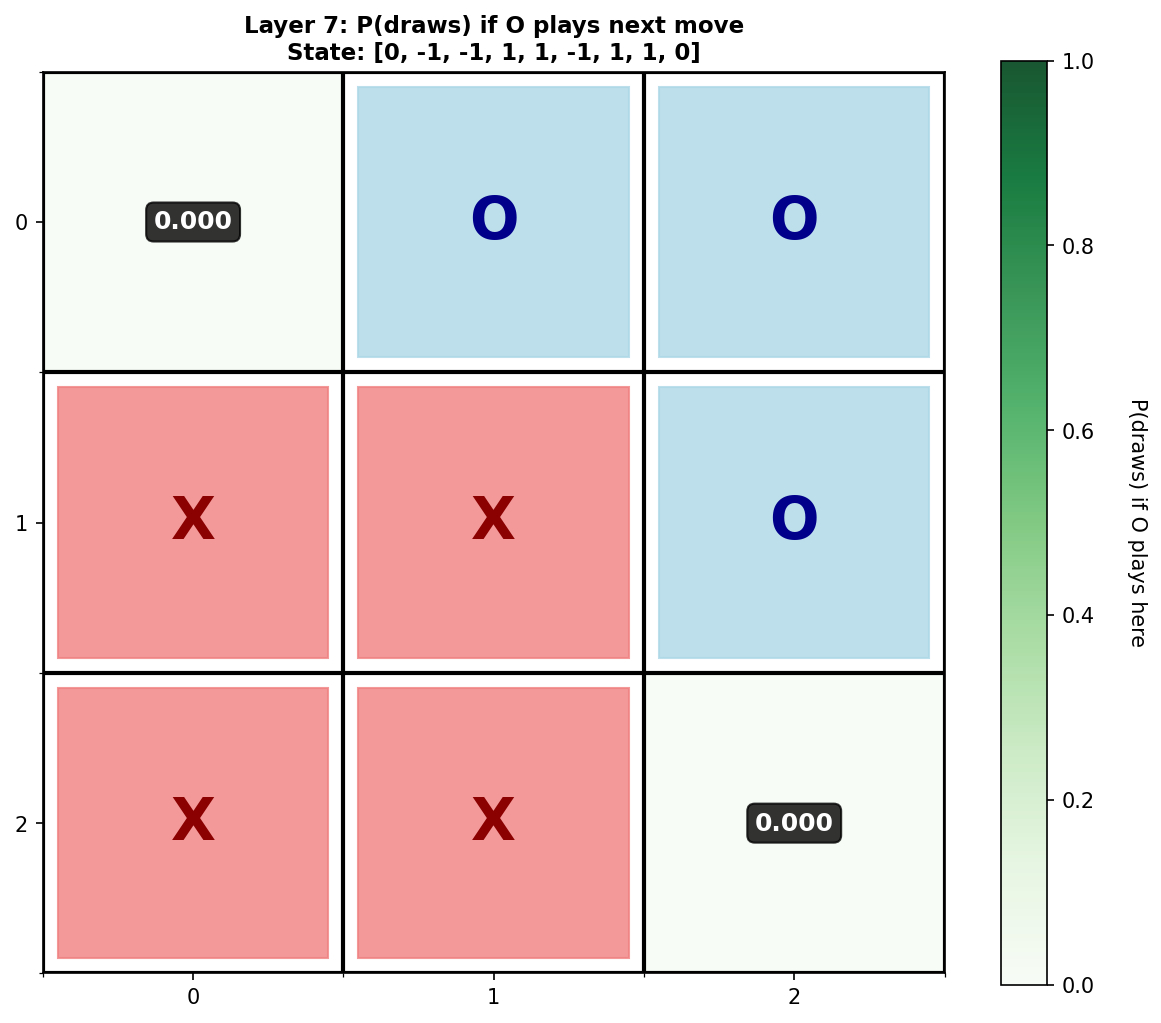 Layer 7: P(draws) if O plays next move
State: [0, -1, -1, 1, 1, -1, 1, 1, 0]
0
0.000
O
O
1
X
X
O
2
X
X
0.000
0
1
2
1.0
0.8
0.6
0.4
0.2
0.0
P(draws) if O plays here